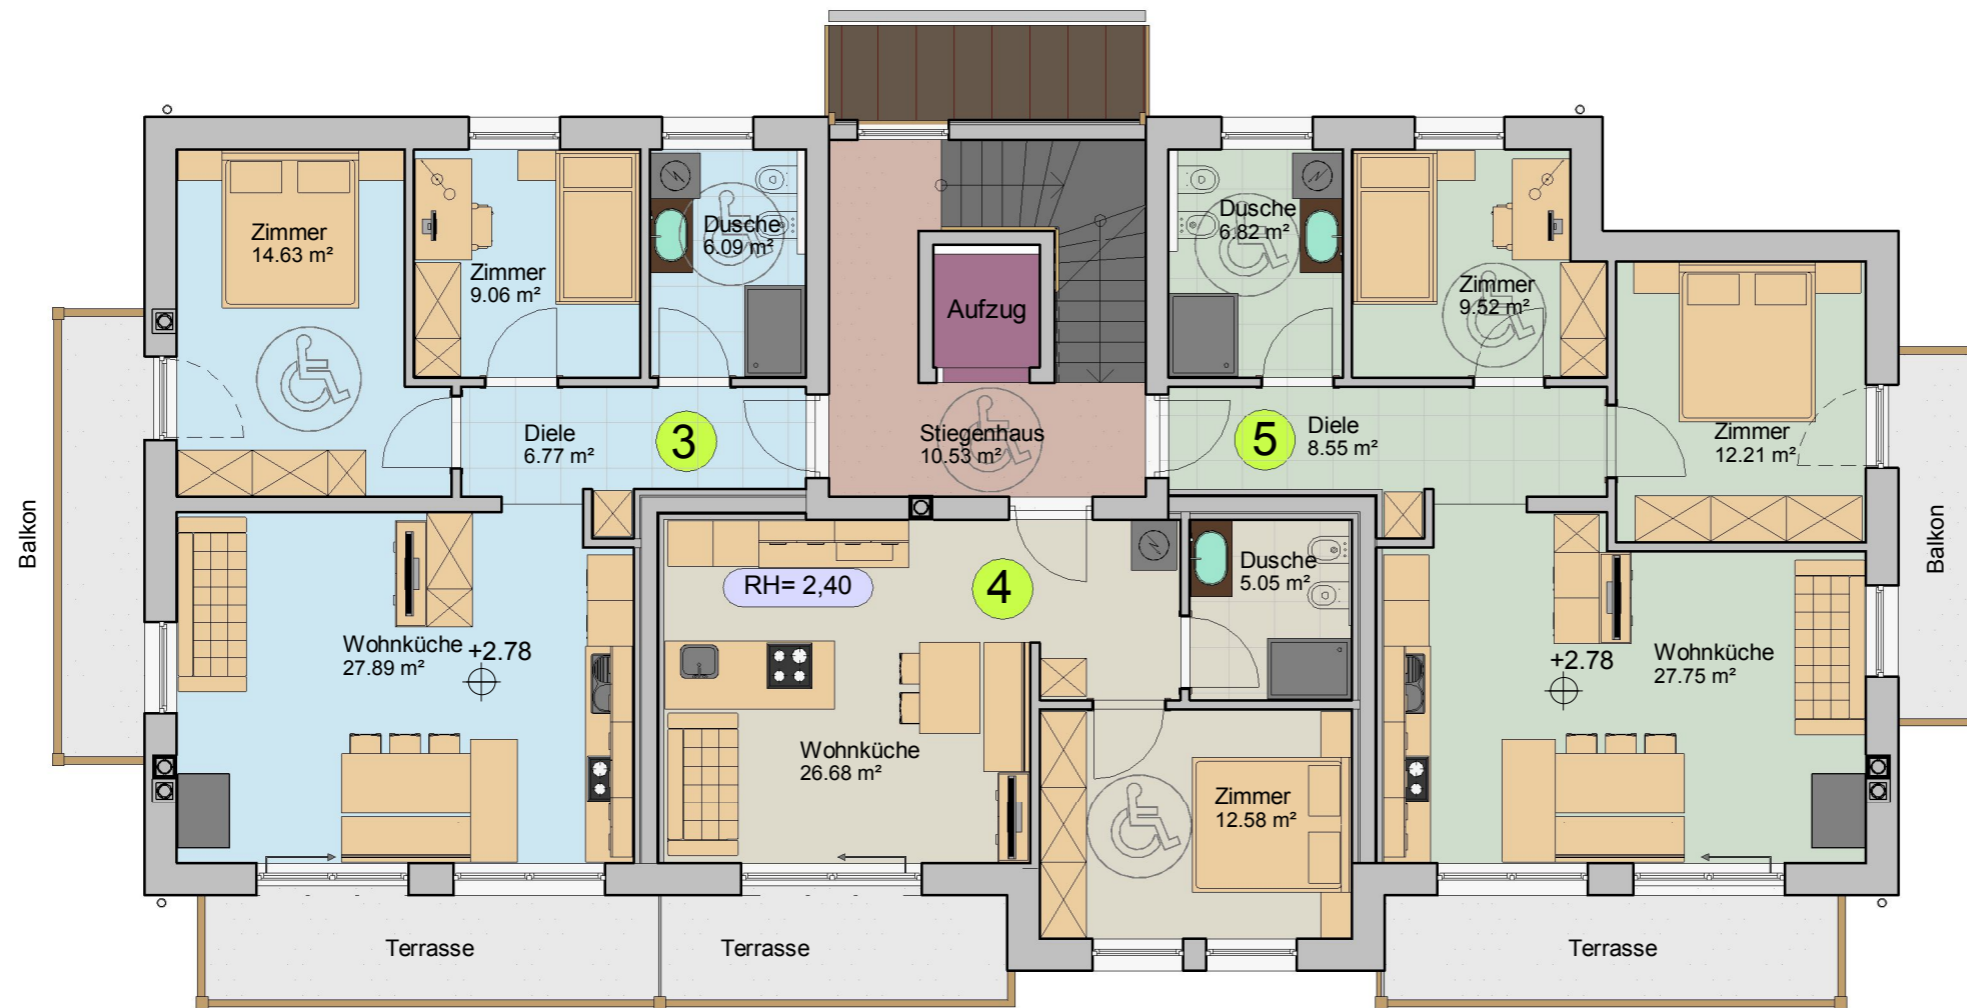 Zimmer
14.63 m²
Zimmer
9.06 m²
Dusche
6.09 m²
Aufzug
Dusche
6.82 m²
Zimmer
9.52 m²
Zimmer
12.21 m²
Diele
6.77 m²
3
Stiegenhaus
10.53 m²
5
Diele
8.55 m²
Balkon
Balkon
RH= 2,40
4
Dusche
5.05 m²
Wohnküche
27.89 m²
+2.78
Wohnküche
26.68 m²
Zimmer
12.58 m²
+2.78
Wohnküche
27.75 m²
Terrasse
Terrasse
Terrasse